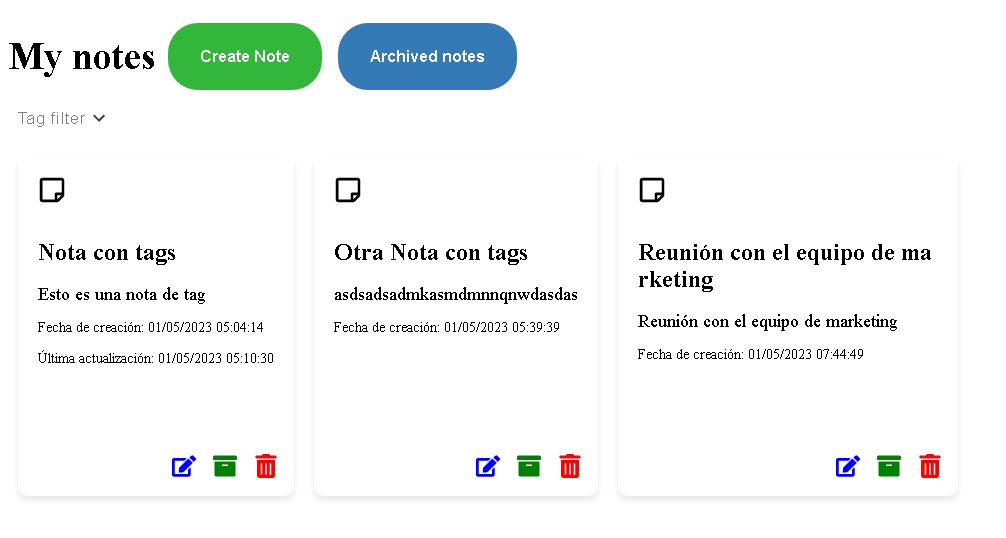 My notes
Create Note
Archived notes
Tag filter
Nota con tags
Esto es una nota de tag
Fecha de creación: 01/05/2023 05:04:14
Última actualización: 01/05/2023 05:10:30
Otra Nota con tags
asdsadsadmkasmdmnnqnwdasdas
Fecha de creación: 01/05/2023 05:39:39
Reunión con el equipo de ma
rketing
Reunión con el equipo de marketing
Fecha de creación: 01/05/2023 07:44:49